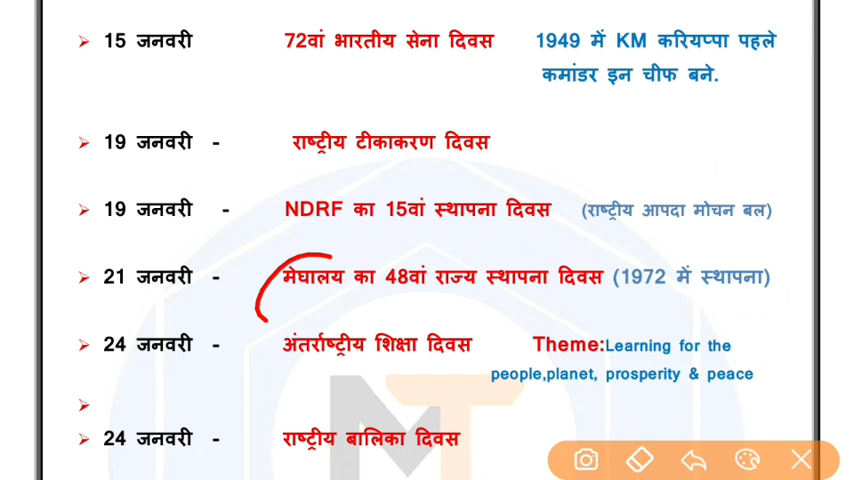 15 जनवरी 72वां भारतीय सेना दिवस 1949 में KM करियप्पा पहले
कमांडर इन चीफ बने.
19 जनवरी - राष्ट्रीय टीकाकरण दिवस
19 जनवरी - NDRF का 15वां स्थापना दिवस (राष्ट्रीय आपदा मोचन बल)
21 जनवरी - मेघालय का 48वां राज्य स्थापना दिवस (1972 में स्थापना)
24 जनवरी - अंतर्राष्ट्रीय शिक्षा दिवस Theme:Learning for the
people,planet, prosperity & peace
24 जनवरी - राष्ट्रीय बालिका दिवस
MT